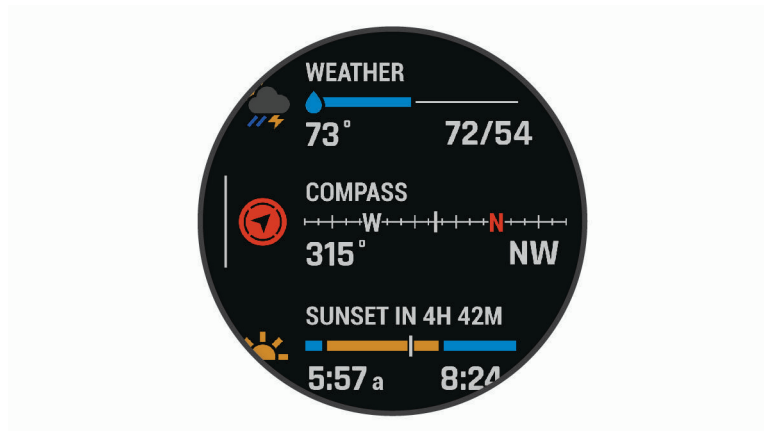 WEATHER
73° 72/54
COMPASS
W N
315° NW
SUNSET IN 4H 42M
5:57 a 8:24